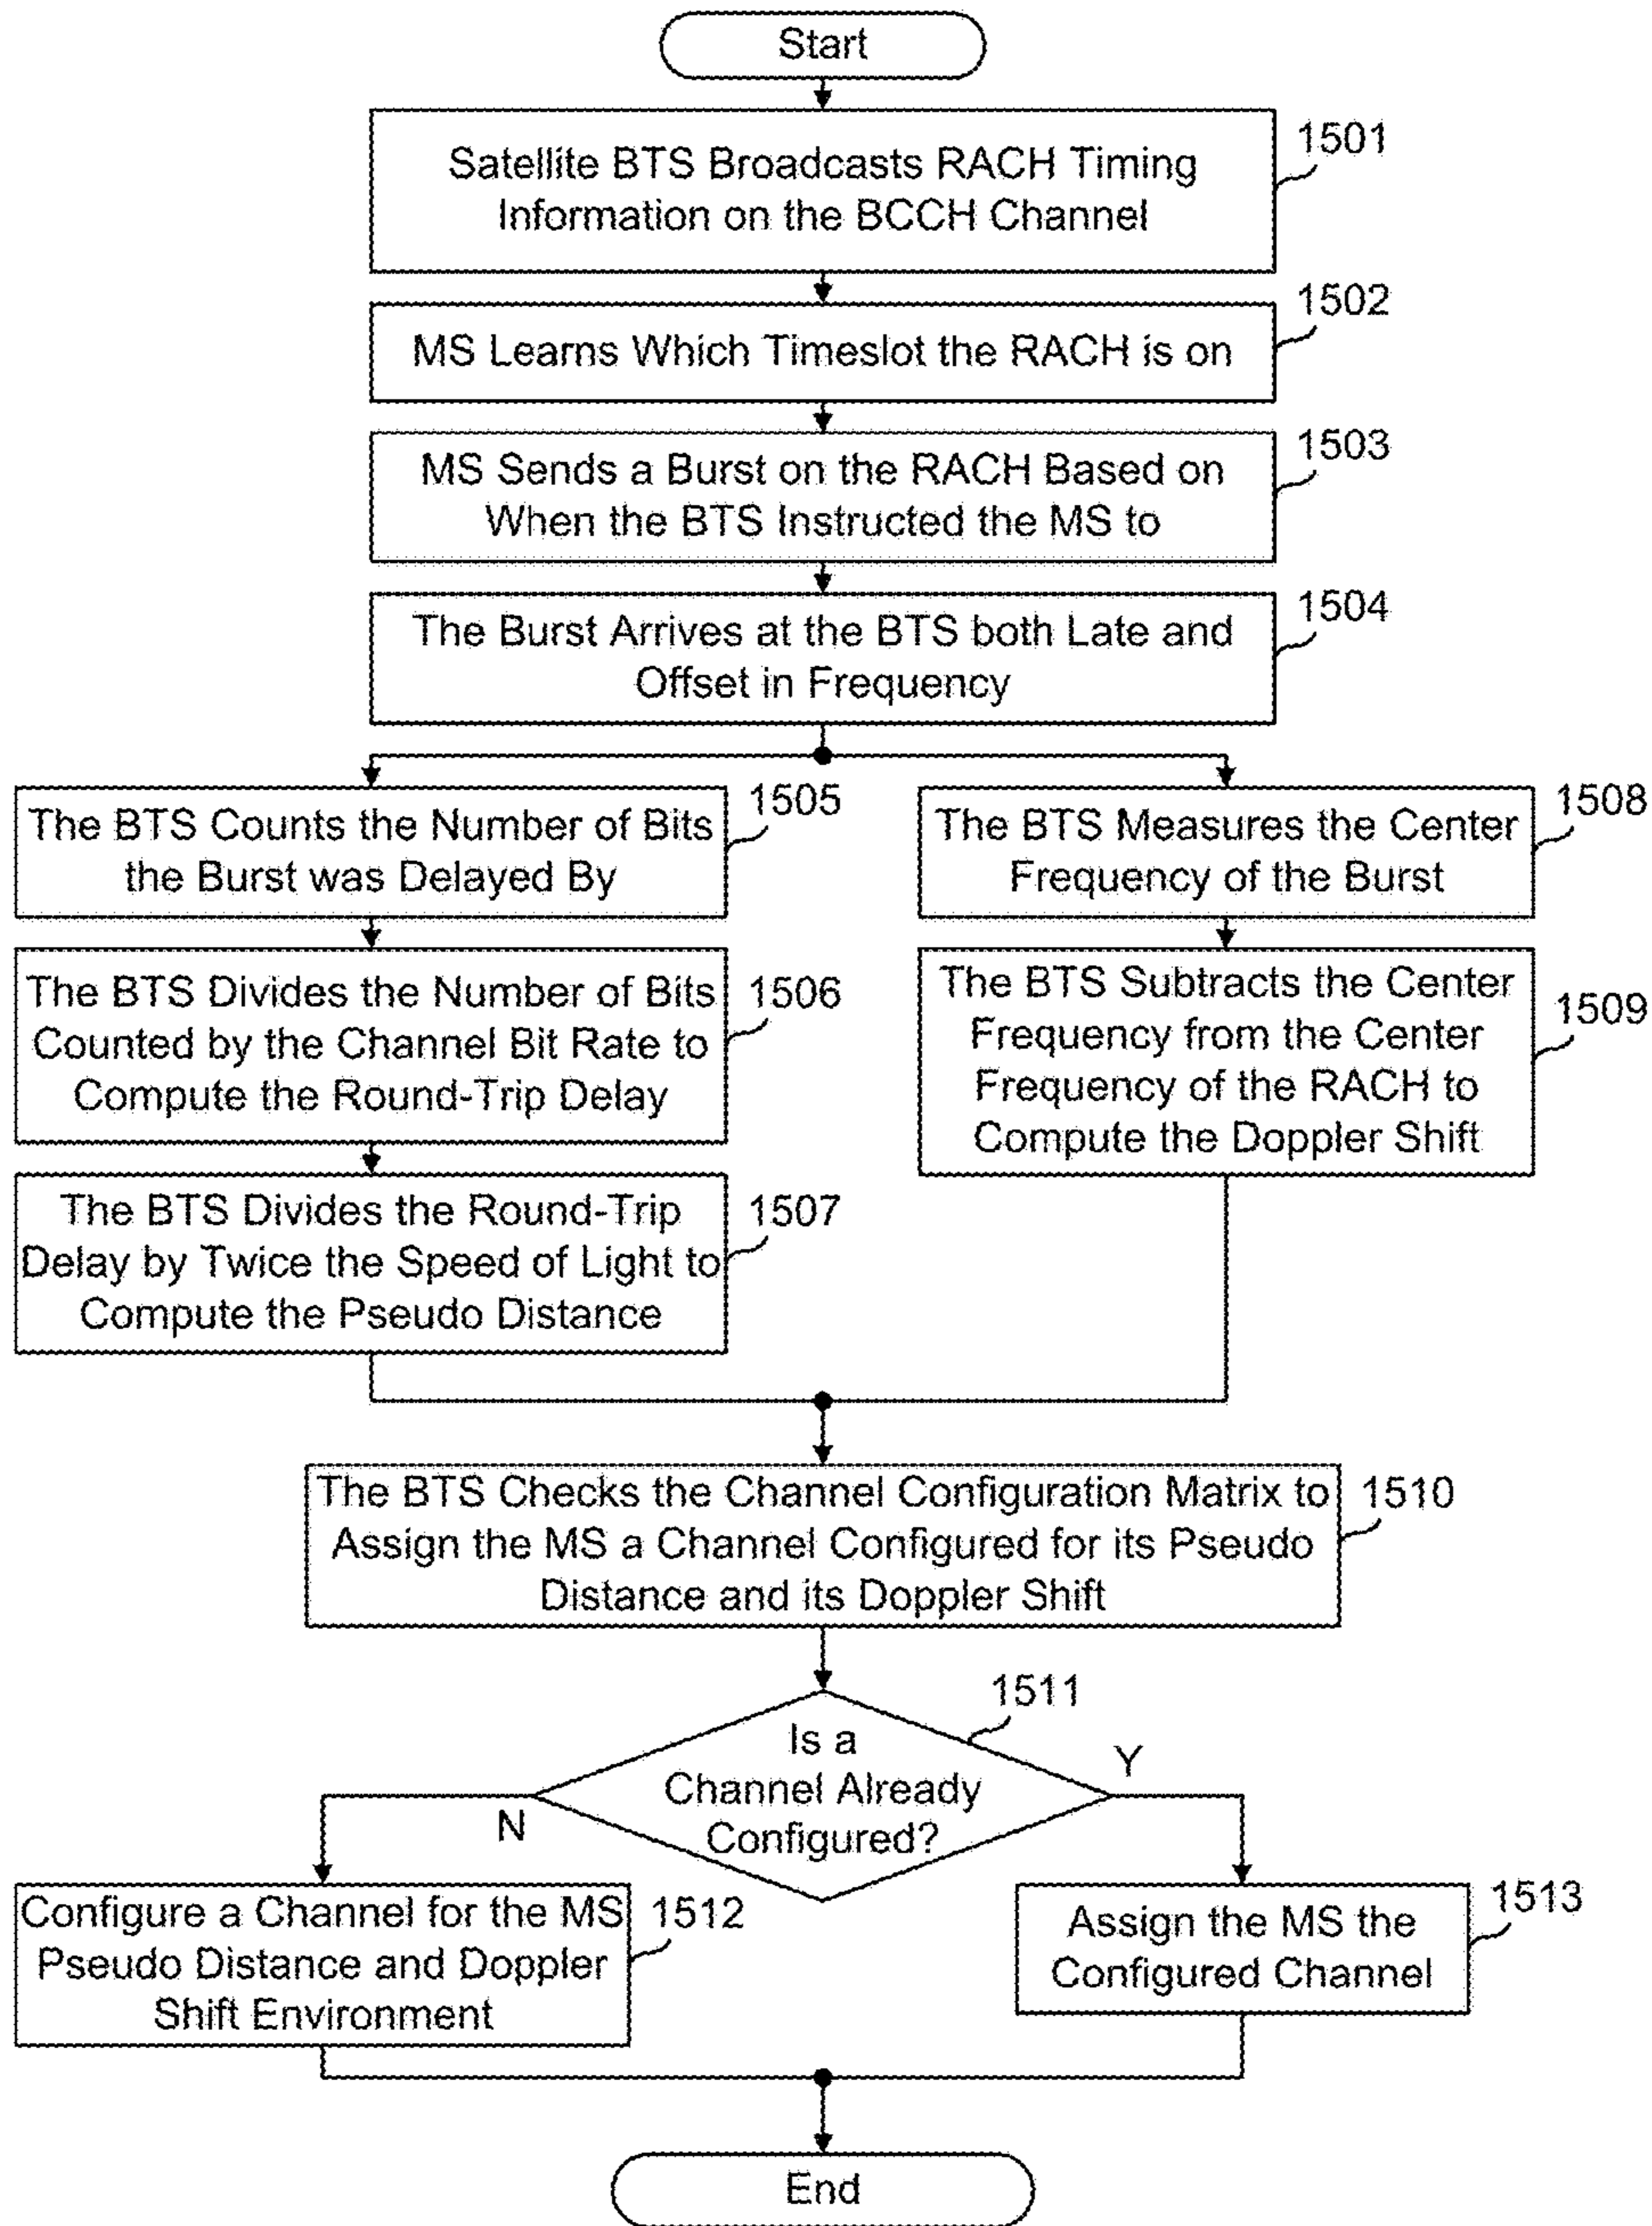 Start
Satellite BTS Broadcasts RACH Timing
Information on the BCCH Channel
1501
MS Learns Which Timeslot the RACH is on
1502
MS Sends a Burst on the RACH Based on
When the BTS Instructed the MS to
1503
The Burst Arrives at the BTS both Late and
Offset in Frequency
1504
The BTS Counts the Number of Bits
the Burst was Delayed By
1505
The BTS Divides the Number of Bits
Counted by the Channel Bit Rate to
Compute the Round-Trip Delay
1506
The BTS Divides the Round-Trip
Delay by Twice the Speed of Light to
Compute the Pseudo Distance
1507
The BTS Measures the Center
Frequency of the Burst
1508
The BTS Subtracts the Center
Frequency from the Center
Frequency of the RACH to
Compute the Doppler Shift
1509
The BTS Checks the Channel Configuration Matrix to
Assign the MS a Channel Configured for its Pseudo
Distance and its Doppler Shift
1510
Is a
Channel Already
Configured?
1511
N
Y
Configure a Channel for the MS
Pseudo Distance and Doppler
Shift Environment
1512
Assign the MS the
Configured Channel
1513
End